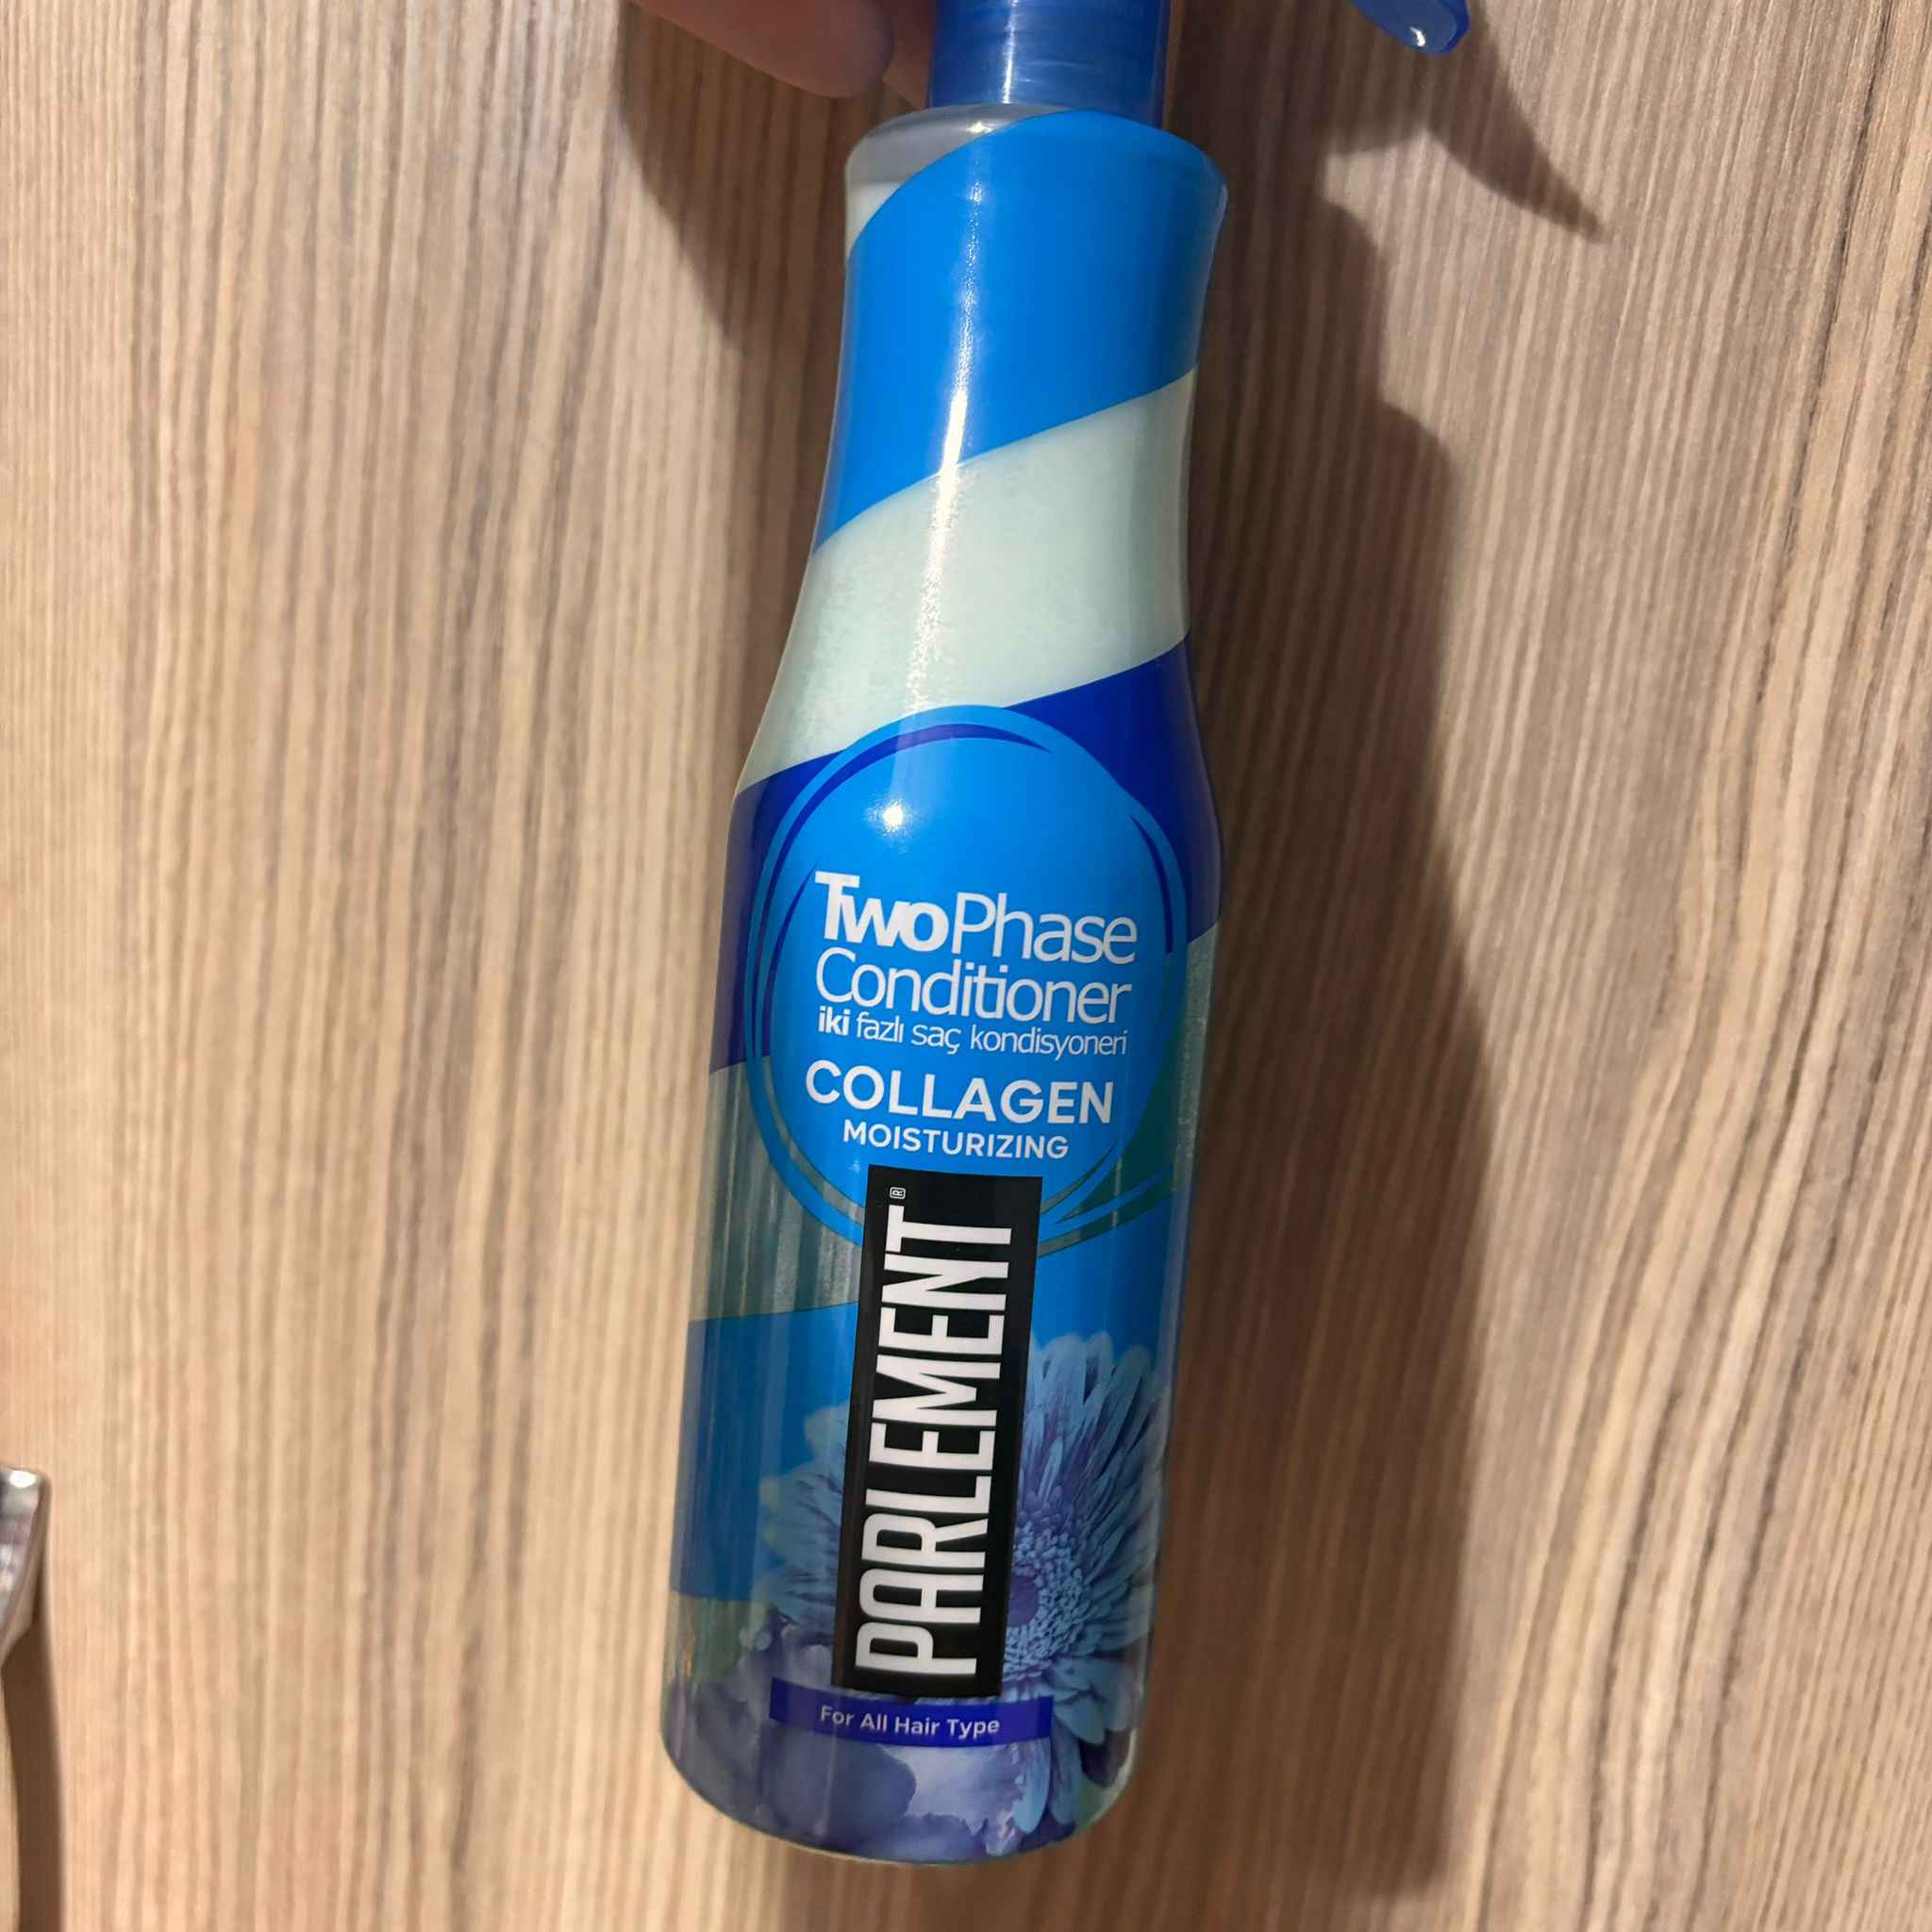 TwoPhase
Conditioner
iki fazlı saç kondisyoneri
COLLAGEN
MOISTURIZING
PARLEMENT®
For All Hair Type